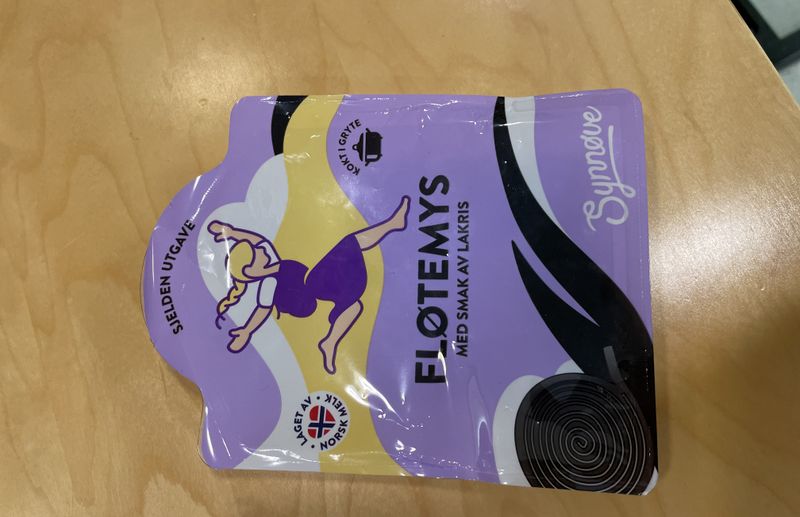 SJELDEN UTGAVE
KOKT I GRYTE
LAGET AV
NORSK MELK
FLØTEMYS
MED SMAK AV LAKRIS
Synnøve